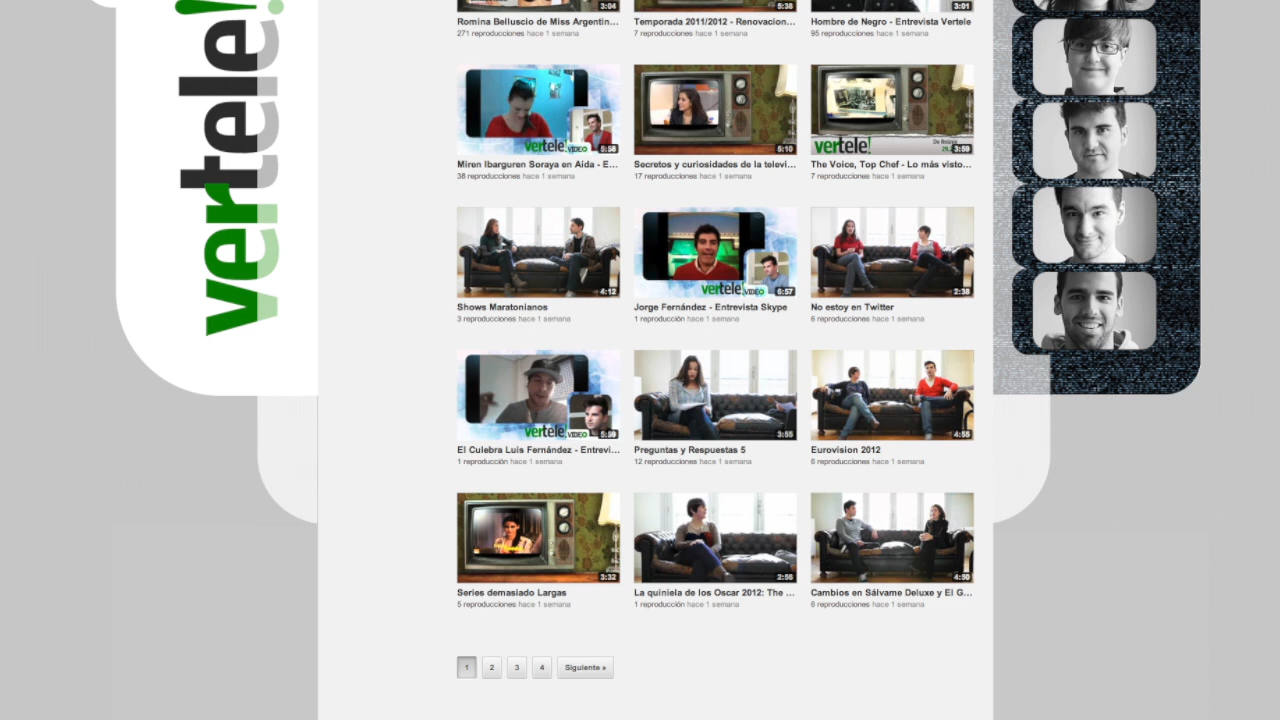 vertele!
3:04
5:38
3:01
Romina Belluscio de Miss Argentin...
Temporada 2011/2012 - Renovacion...
Hombre de Negro - Entrevista Vertele
271 reproducciones hace 1 semana
7 reproducciones hace 1 semana
95 reproducciones hace 1 semana
vertele! VIDEO 5:58
5:10
vertele!
3:59
Miren Ibarguren Soraya en Aida - E...
Secretos y curiosidades de la televi...
The Voice, Top Chef - Lo más visto...
38 reproducciones hace 1 semana
17 reproducciones hace 1 semana
7 reproducciones hace 1 semana
4:12
vertele! VIDEO 6:57
2:38
Shows Maratonianos
Jorge Fernández - Entrevista Skype
No estoy en Twitter
3 reproducciones hace 1 semana
1 reproducción hace 1 semana
6 reproducciones hace 1 semana
vertele! VIDEO 5:59
3:55
4:55
El Culebra Luis Fernández - Entrevi...
Preguntas y Respuestas 5
Eurovision 2012
1 reproducción hace 1 semana
12 reproducciones hace 1 semana
6 reproducciones hace 1 semana
3:32
2:56
4:50
Series demasiado Largas
La quiniela de los Oscar 2012: The ...
Cambios en Sálvame Deluxe y El G...
5 reproducciones hace 1 semana
1 reproducción hace 1 semana
6 reproducciones hace 1 semana
1 2 3 4 Siguiente »